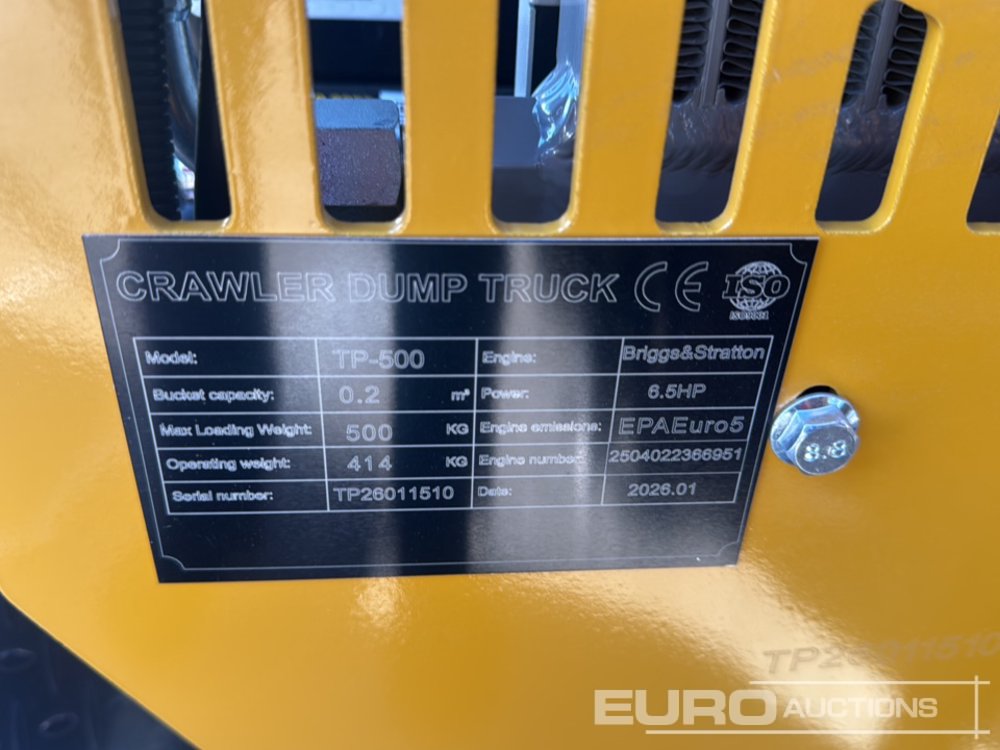 CRAWLER DUMP TRUCK CE ISO
ISO9001
Model: TP-500 Engine: Briggs&Stratton
Bucket capacity: 0.2 m³ Power: 6.5HP
Max Loading Weight: 500 KG Engine emissions: EPAEuro5
Operating weight: 414 KG Engine number: 2504022366951
Serial number: TP26011510 Date: 2026.01
8.8
TP26011510
EURO AUCTIONS